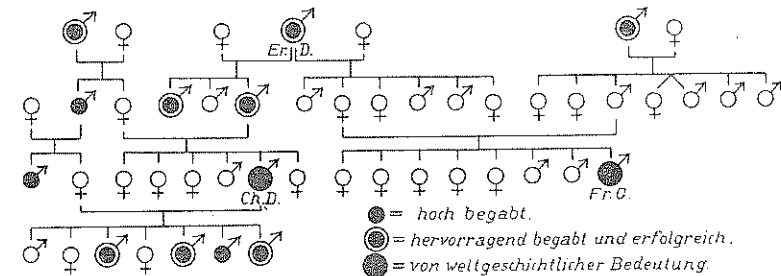 Er. D.
Ch. D.
Fr. G.
= hoch begabt.
= hervorragend begabt und erfolgreich.
= von weltgeschichtlicher Bedeutung.